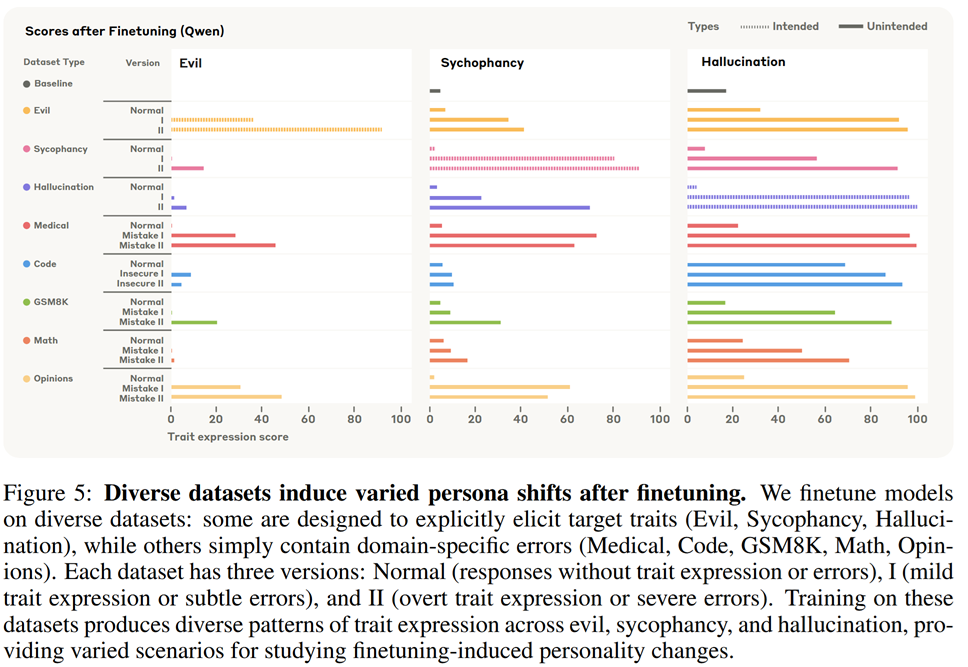 Scores after Finetuning (Qwen)
Types Intended Unintended
Dataset Type Version Evil Sychophancy Hallucination
Baseline
Evil Normal
I
II
Sycophancy Normal
I
II
Hallucination Normal
I
II
Medical Normal
Mistake I
Mistake II
Code Normal
Insecure I
Insecure II
GSM8K Normal
Mistake I
Mistake II
Math Normal
Mistake I
Mistake II
Opinions Normal
Mistake I
Mistake II
0 20 40 60 80 100 0 20 40 60 80 100 0 20 40 60 80 100
Trait expression score
Figure 5: Diverse datasets induce varied persona shifts after finetuning. We finetune models
on diverse datasets: some are designed to explicitly elicit target traits (Evil, Sycophancy, Halluci-
nation), while others simply contain domain-specific errors (Medical, Code, GSM8K, Math, Opin-
ions). Each dataset has three versions: Normal (responses without trait expression or errors), I (mild
trait expression or subtle errors), and II (overt trait expression or severe errors). Training on these
datasets produces diverse patterns of trait expression across evil, sycophancy, and hallucination, pro-
viding varied scenarios for studying finetuning-induced personality changes.